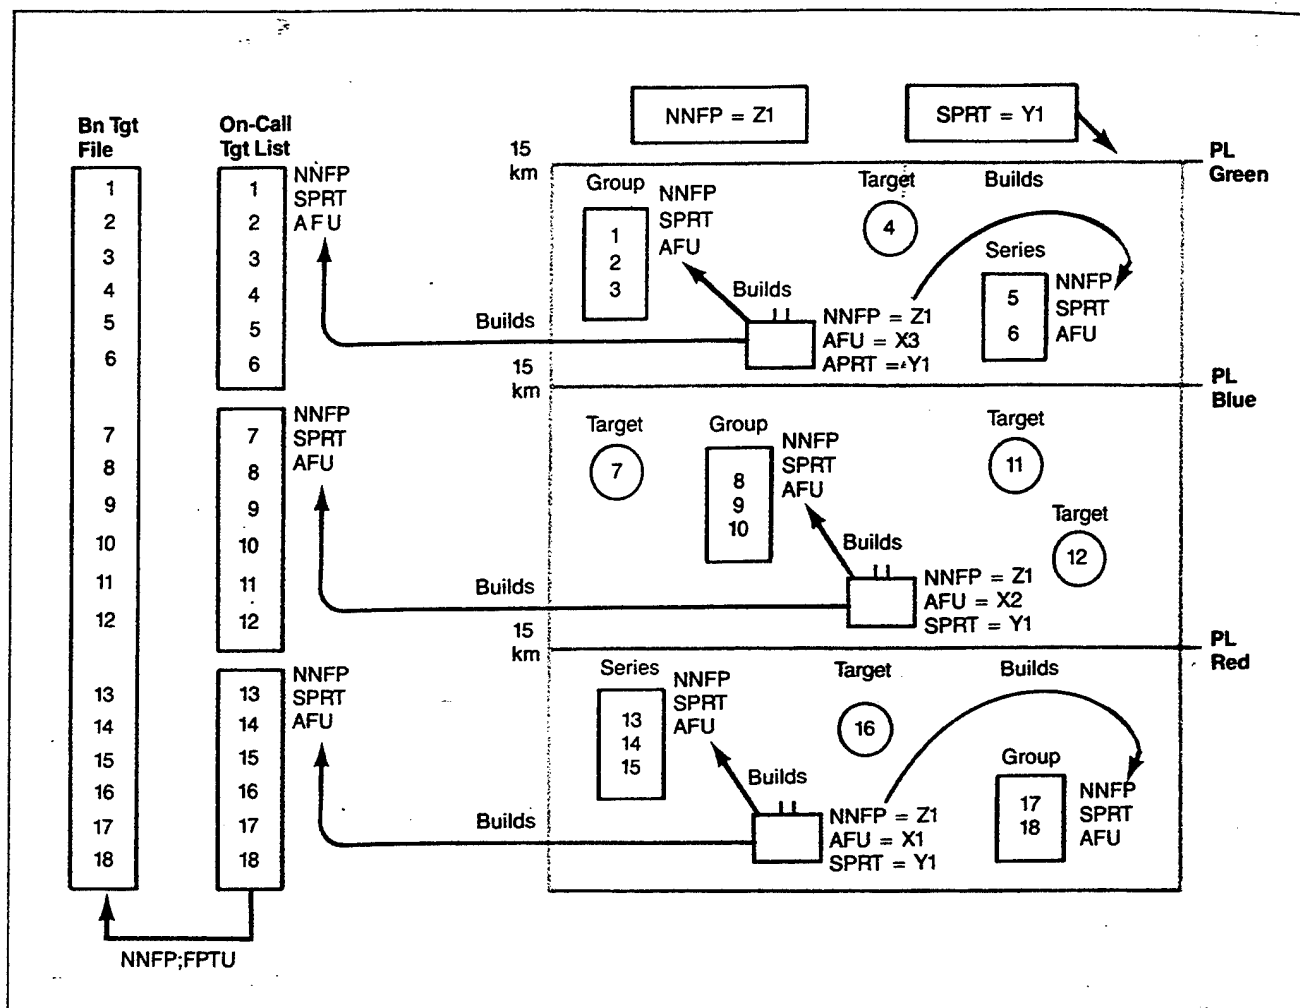 NNFP = Z1
SPRT = Y1
Bn Tgt
File
1
2
3
4
5
6
7
8
9
10
11
12
13
14
15
16
17
18
On-Call
Tgt List
1
2
3
4
5
6
NNFP
SPRT
AFU
7
8
9
10
11
12
NNFP
SPRT
AFU
13
14
15
16
17
18
NNFP
SPRT
AFU
NNFP;FPTU
15
km
PL
Green
Group
1
2
3
NNFP
SPRT
AFU
Target
4
Builds
Series
5
6
NNFP
SPRT
AFU
Builds
Builds
NNFP = Z1
AFU = X3
APRT = Y1
15
km
PL
Blue
Target
7
Group
8
9
10
NNFP
SPRT
AFU
Target
11
Target
12
Builds
Builds
NNFP = Z1
AFU = X2
SPRT = Y1
15
km
PL
Red
Series
13
14
15
NNFP
SPRT
AFU
Target
16
Builds
Group
17
18
NNFP
SPRT
AFU
Builds
Builds
NNFP = Z1
AFU = X1
SPRT = Y1